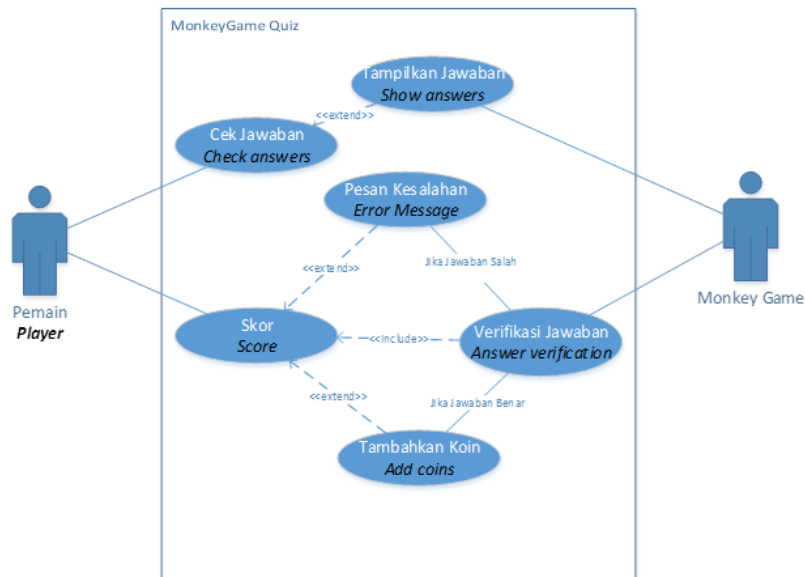 MonkeyGame Quiz
Tampilkan Jawaban
Show answers
<<extend>>
Cek Jawaban
Check answers
Pesan Kesalahan
Error Message
<<extend>>
Jika Jawaban Salah
Pemain
Player
Monkey Game
Skor
Score
<<include>>
Verifikasi Jawaban
Answer verification
<<extend>>
Jika Jawaban Benar
Tambahkan Koin
Add coins